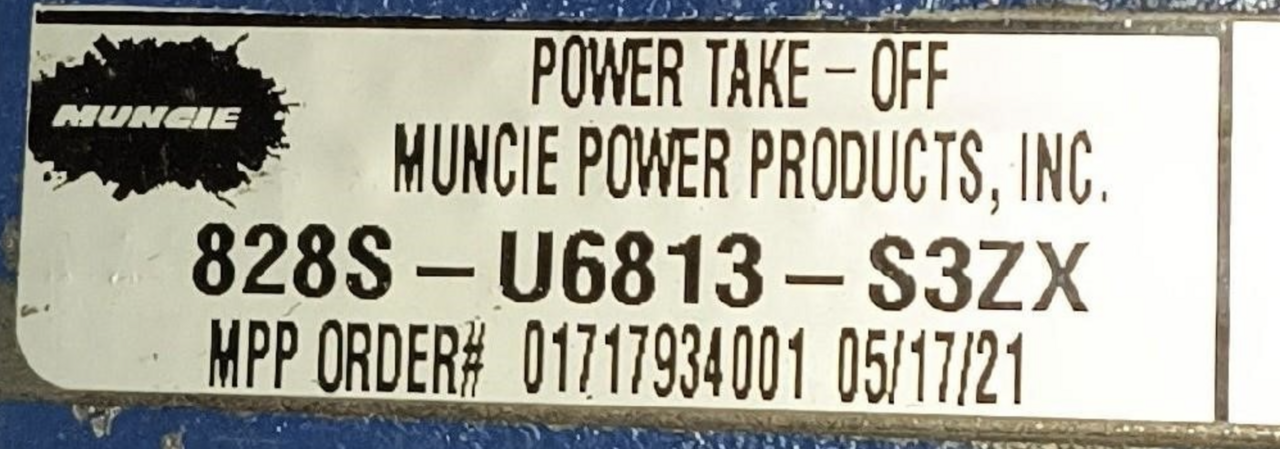 MUNCIE
POWER TAKE - OFF
MUNCIE POWER PRODUCTS, INC.
828S - U6813 - S3ZX
MPP ORDER# 01717934001 05/17/21